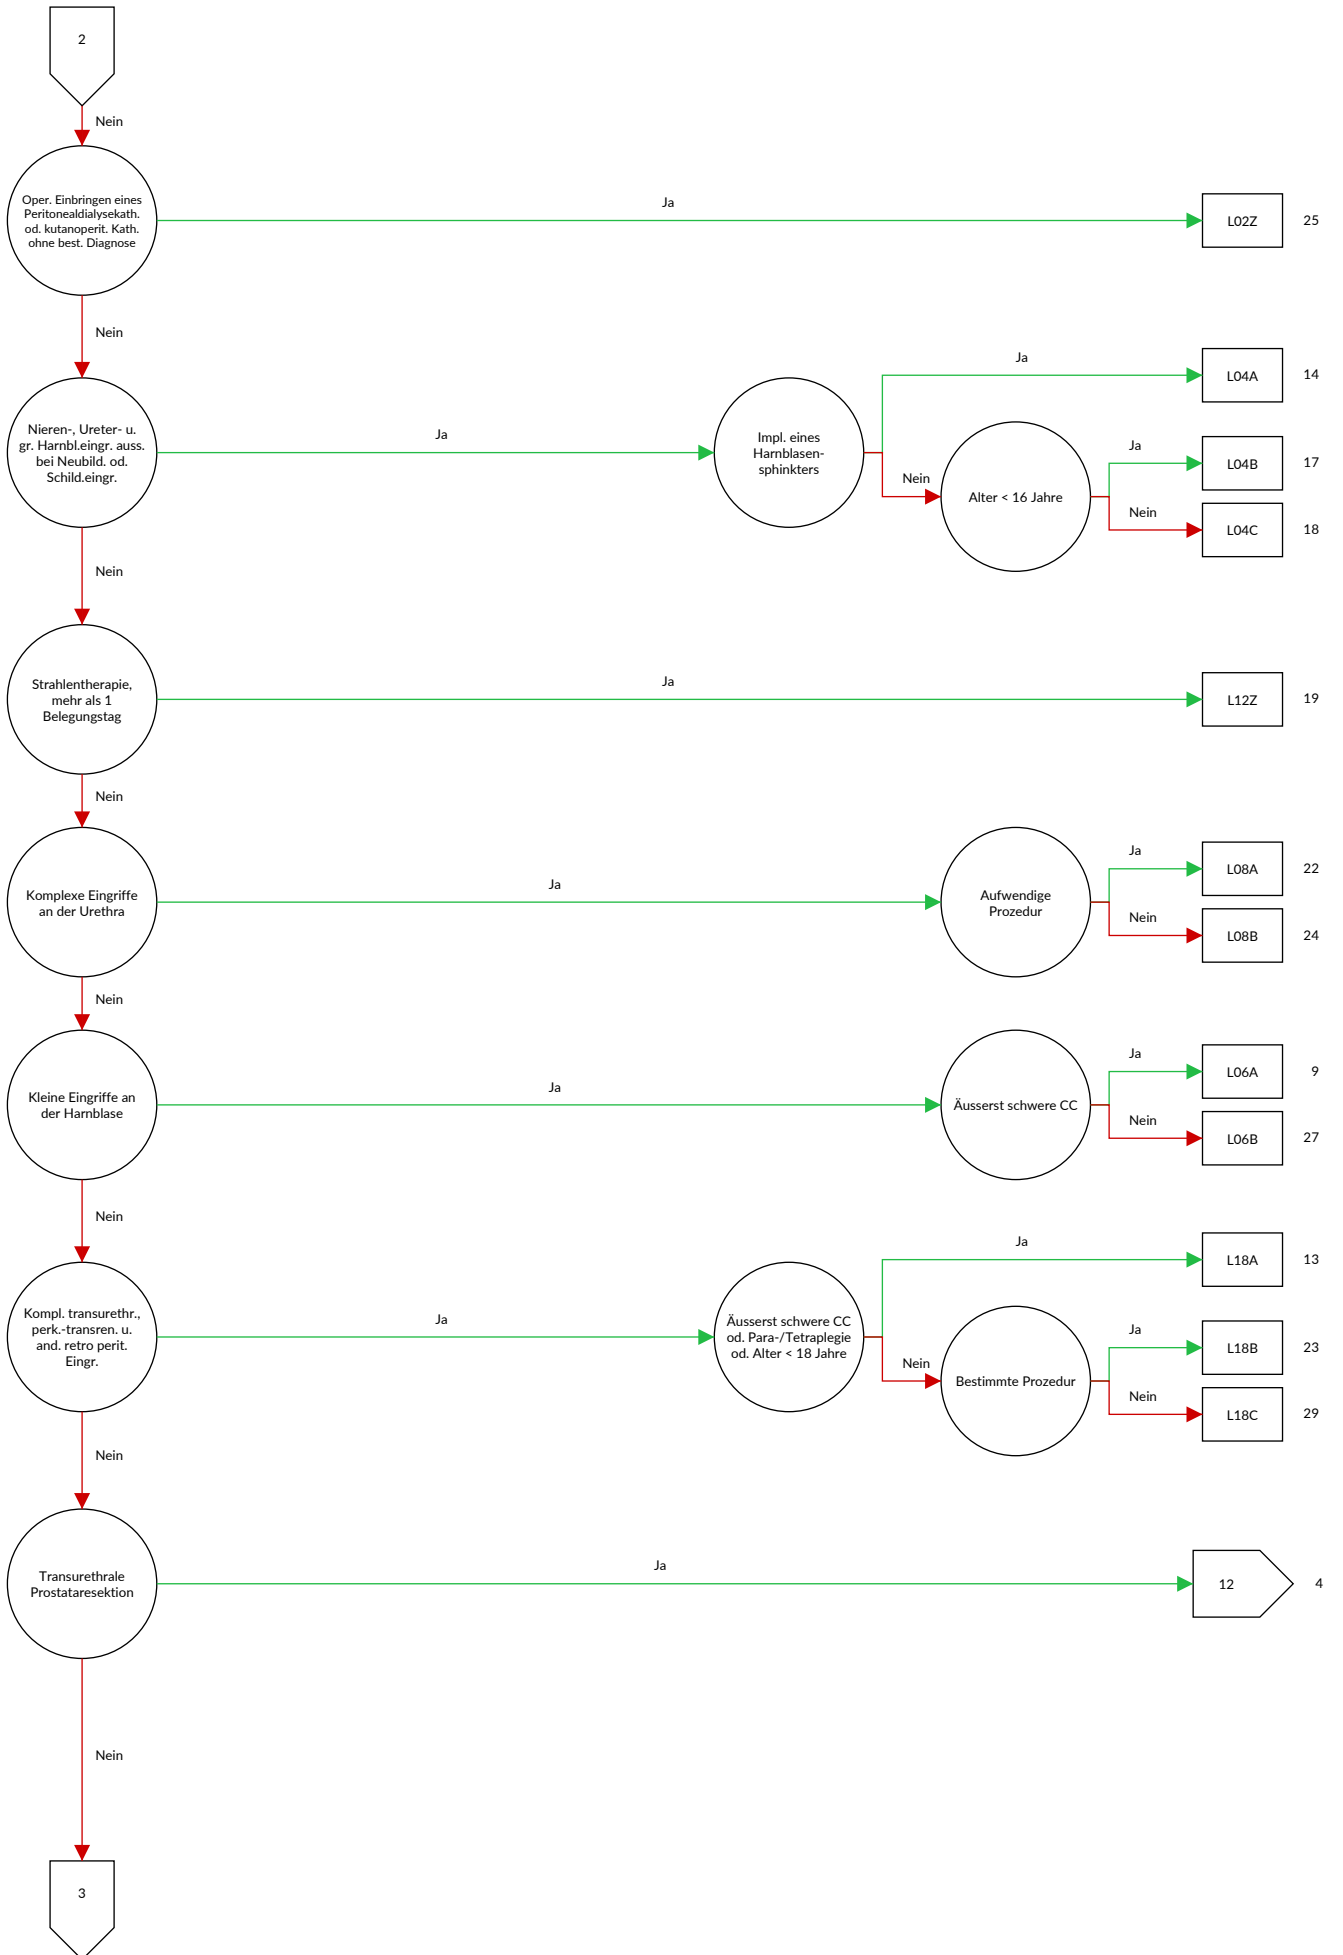 2
Nein
Oper. Einbringen eines
Peritonealdialysekath.
od. kutanoperit. Kath.
ohne best. Diagnose
Ja
L02Z
25
Nein
Nieren-, Ureter- u.
gr. Harnbl.eingr. auss.
bei Neubild. od.
Schild.eingr.
Ja
Impl. eines
Harnblasen-
sphinkters
Ja
L04A
14
Nein
Alter < 16 Jahre
Ja
L04B
17
Nein
L04C
18
Nein
Strahlentherapie,
mehr als 1
Belegungstag
Ja
L12Z
19
Nein
Komplexe Eingriffe
an der Urethra
Ja
Aufwendige
Prozedur
Ja
L08A
22
Nein
L08B
24
Nein
Kleine Eingriffe an
der Harnblase
Ja
Äusserst schwere CC
Ja
L06A
9
Nein
L06B
27
Nein
Kompl. transurethr.,
perk.-transren. u.
and. retro perit.
Eingr.
Ja
Äusserst schwere CC
od. Para-/Tetraplegie
od. Alter < 18 Jahre
Ja
L18A
13
Nein
Bestimmte Prozedur
Ja
L18B
23
Nein
L18C
29
Nein
Transurethrale
Prostataresektion
Ja
12
4
Nein
3